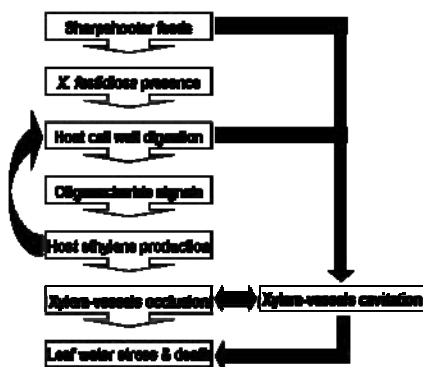 Sharpshooter feeds
X. fastidiosa presence
Host cell wall digestion
Oligosaccharide signals
Host ethylene production
Xylem-vessels occlusion
Xylem-vessels cavitation
Leaf water stress & death